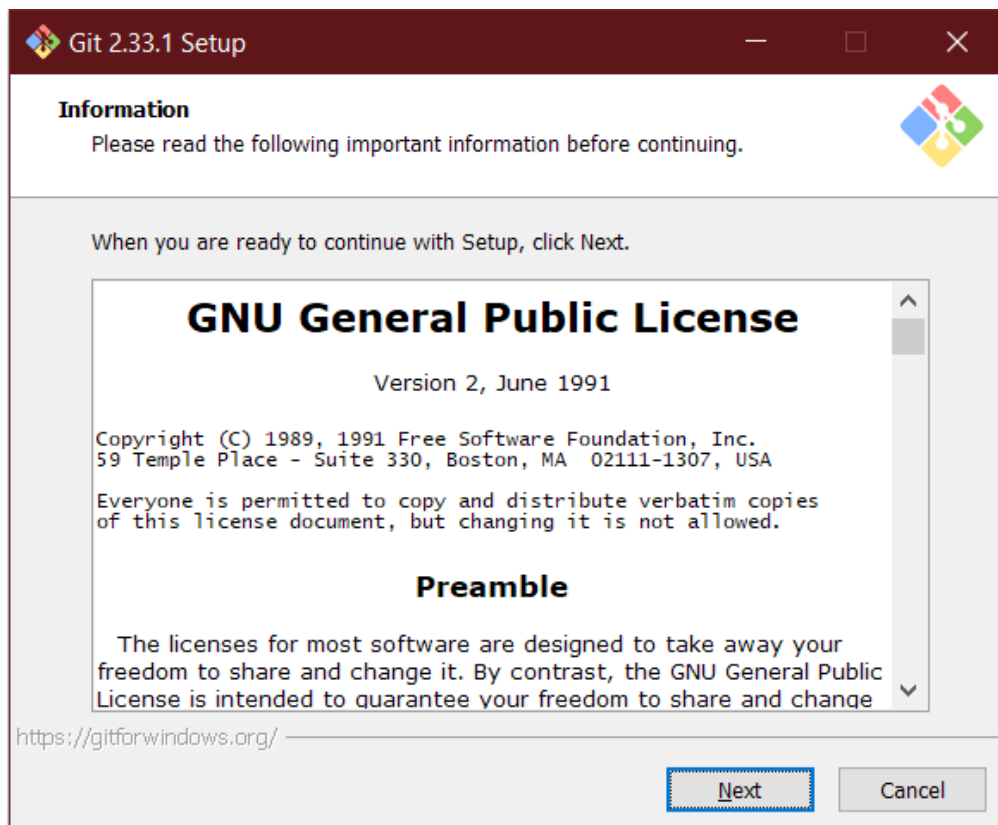 Git 2.33.1 Setup
Information
Please read the following important information before continuing.
When you are ready to continue with Setup, click Next.
GNU General Public License
Version 2, June 1991
Copyright (C) 1989, 1991 Free Software Foundation, Inc.
59 Temple Place - Suite 330, Boston, MA  02111-1307, USA
Everyone is permitted to copy and distribute verbatim copies
of this license document, but changing it is not allowed.
Preamble
The licenses for most software are designed to take away your
freedom to share and change it. By contrast, the GNU General Public
License is intended to guarantee your freedom to share and change
https://gitforwindows.org/
Next
Cancel